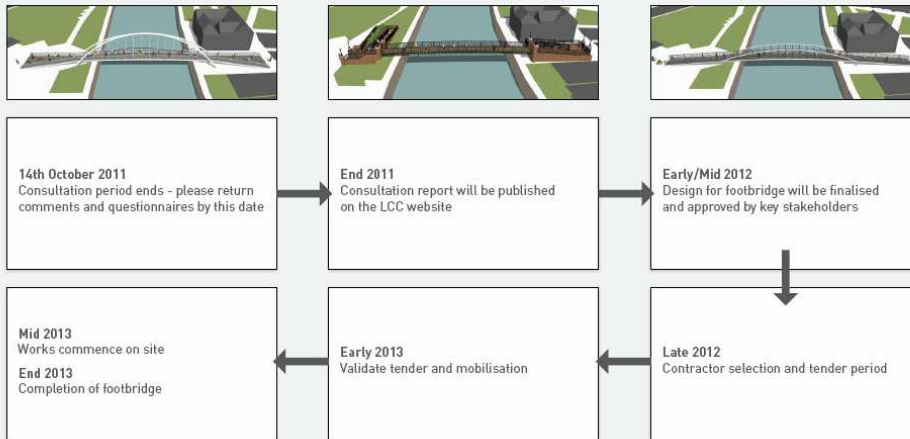 14th October 2011
Consultation period ends - please return
comments and questionnaires by this date
End 2011
Consultation report will be published
on the LCC website
Early/Mid 2012
Design for footbridge will be finalised
and approved by key stakeholders
Late 2012
Contractor selection and tender period
Early 2013
Validate tender and mobilisation
Mid 2013
Works commence on site
End 2013
Completion of footbridge